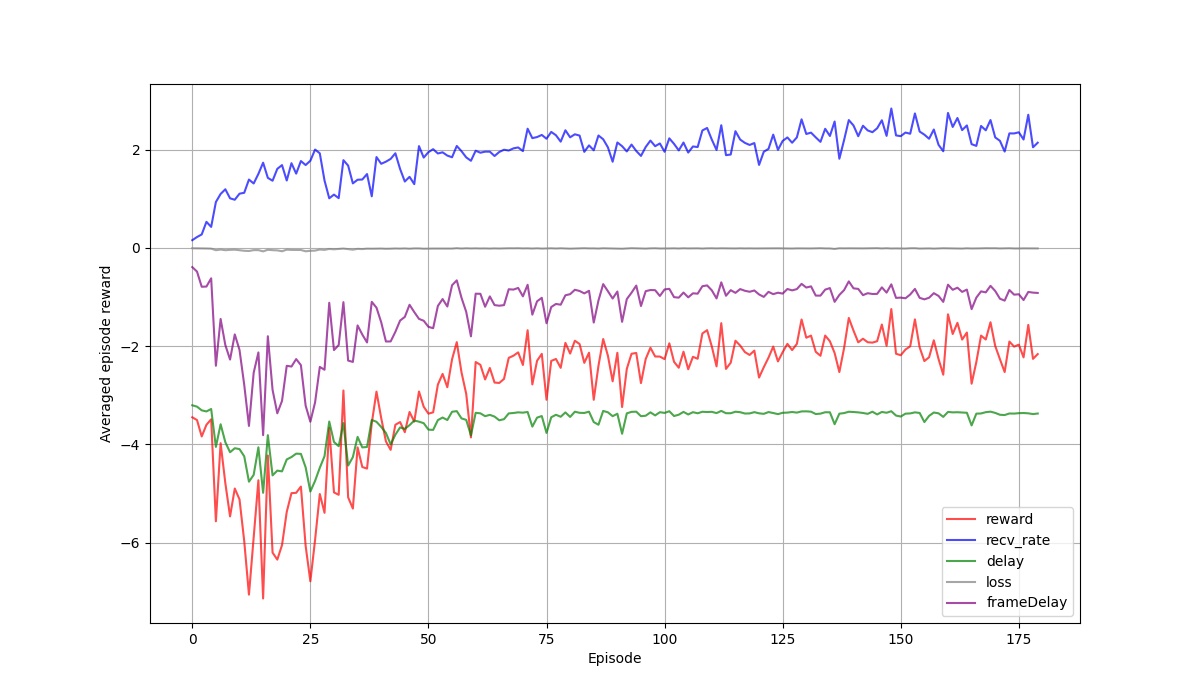 Averaged episode reward
2
0
−2
−4
−6
0 25 50 75 100 125 150 175
Episode
reward
recv_rate
delay
loss
frameDelay